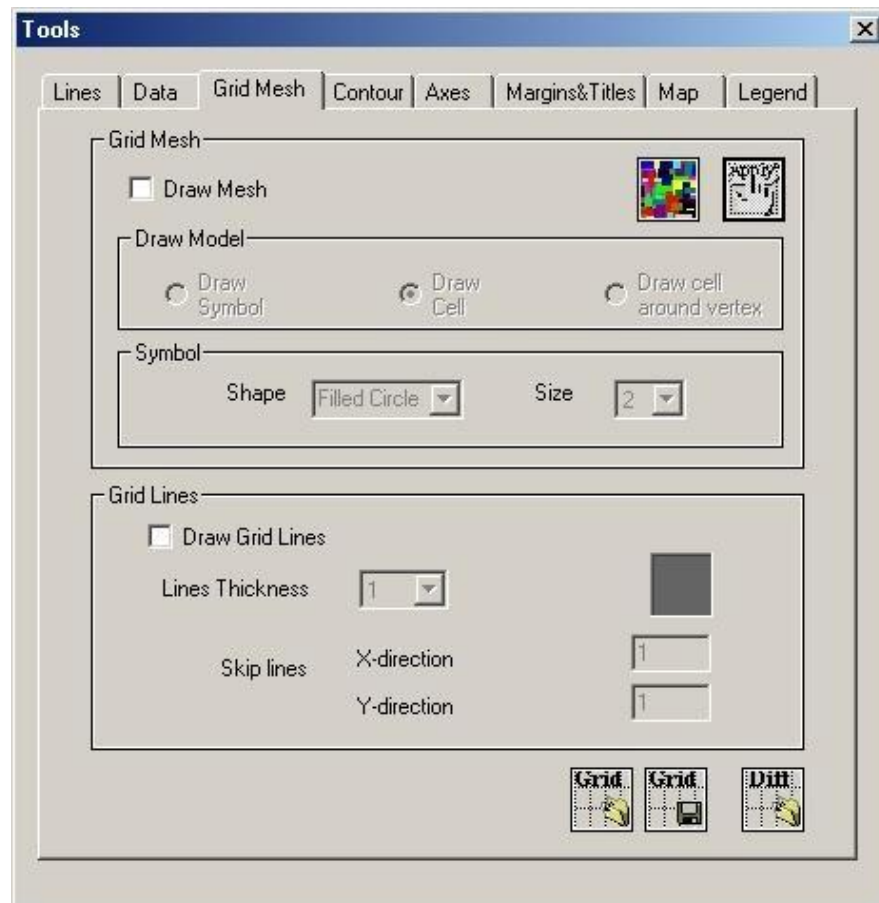 Tools
Lines Data Grid Mesh Contour Axes Margins&Titles Map Legend
Grid Mesh
Draw Mesh
Apply
Draw Model
Draw Symbol
Draw Cell
Draw cell around vertex
Symbol
Shape Filled Circle Size 2
Grid Lines
Draw Grid Lines
Lines Thickness 1
Skip lines
X-direction 1
Y-direction 1
Grid Grid Diff